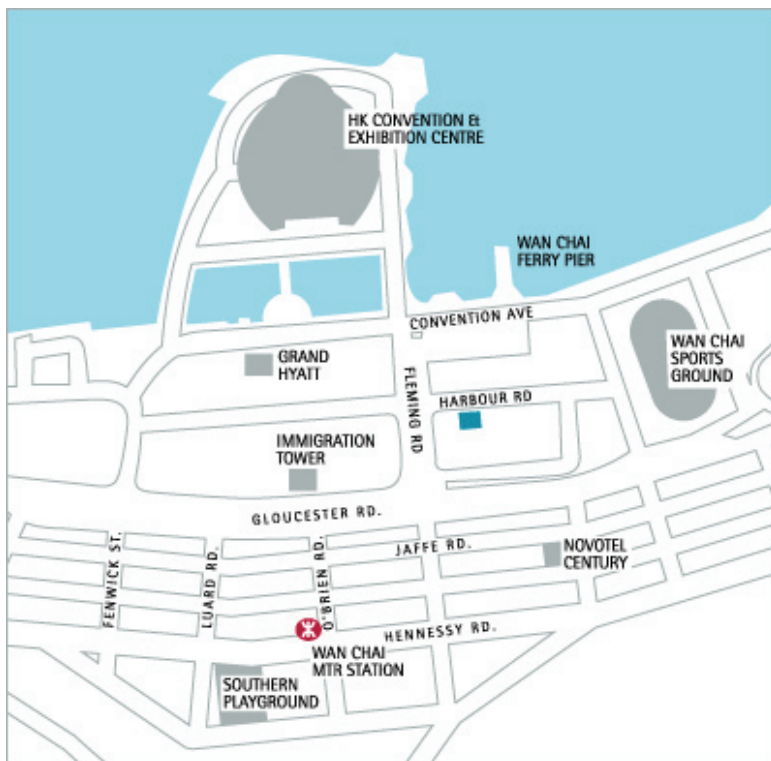 HK CONVENTION &
EXHIBITION CENTRE
WAN CHAI
FERRY PIER
CONVENTION AVE
WAN CHAI
SPORTS
GROUND
GRAND
HYATT
FLEMING RD
HARBOUR RD
IMMIGRATION
TOWER
GLOUCESTER RD.
FENWICK ST.
LUARD RD.
O'BRIEN RD.
JAFFE RD.
NOVOTEL
CENTURY
HENNESSY RD.
WAN CHAI
MTR STATION
SOUTHERN
PLAYGROUND